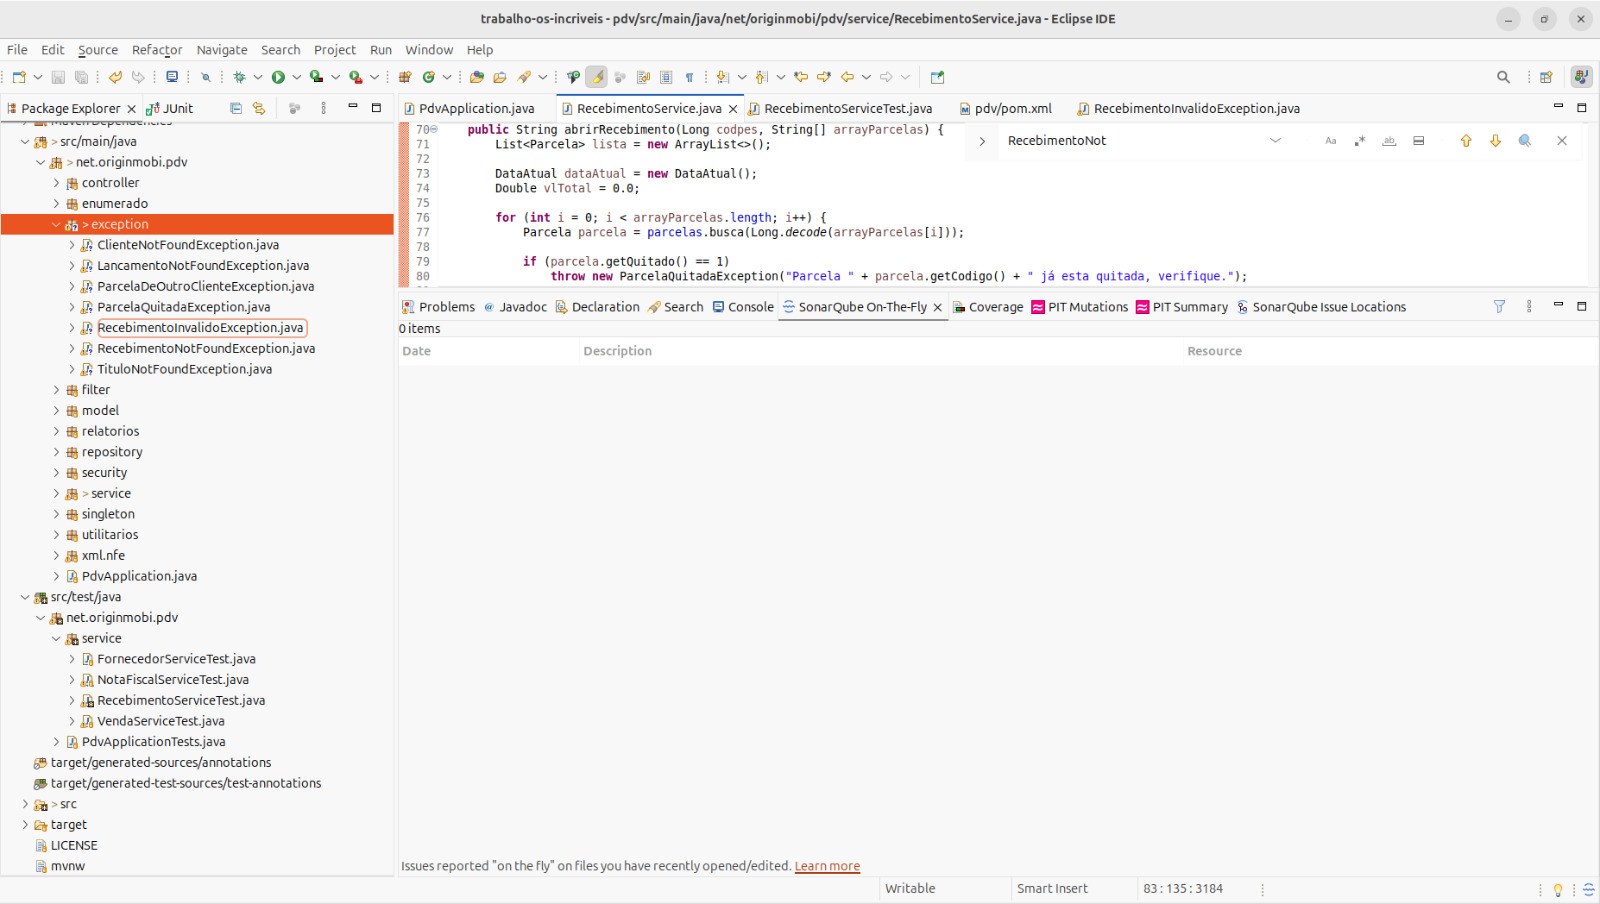 trabalho-os-incriveis - pdv/src/main/java/net/originmobi/pdv/service/RecebimentoService.java - Eclipse IDE
File Edit Source Refactor Navigate Search Project Run Window Help
Package Explorer JUnit
Maven Dependencies
> src/main/java
> net.originmobi.pdv
controller
enumerado
> exception
ClienteNotFoundException.java
LancamentoNotFoundException.java
ParcelaDeOutroClienteException.java
ParcelaQuitadaException.java
RecebimentoInvalidoException.java
RecebimentoNotFoundException.java
TituloNotFoundException.java
filter
model
relatorios
repository
security
> service
singleton
utilitarios
xml.nfe
PdvApplication.java
src/test/java
net.originmobi.pdv
service
FornecedorServiceTest.java
NotaFiscalServiceTest.java
RecebimentoServiceTest.java
VendaServiceTest.java
PdvApplicationTests.java
target/generated-sources/annotations
target/generated-test-sources/test-annotations
> src
target
LICENSE
mvnw
PdvApplication.java RecebimentoService.java RecebimentoServiceTest.java pdv/pom.xml RecebimentoInvalidoException.java
70 public String abrirRecebimento(Long codpes, String[] arrayParcelas) {
71 List<Parcela> lista = new ArrayList<>();
72
73 DataAtual dataAtual = new DataAtual();
74 Double vlTotal = 0.0;
75
76 for (int i = 0; i < arrayParcelas.length; i++) {
77 Parcela parcela = parcelas.busca(Long.decode(arrayParcelas[i]));
78
79 if (parcela.getQuitado() == 1)
80 throw new ParcelaQuitadaException("Parcela " + parcela.getCodigo() + " já esta quitada, verifique.");
RecebimentoNot
Aa .* ab
Problems @ Javadoc Declaration Search Console SonarQube On-The-Fly Coverage PIT Mutations PIT Summary SonarQube Issue Locations
0 items
Date Description Resource
Issues reported "on the fly" on files you have recently opened/edited. Learn more
Writable Smart Insert 83 : 135 : 3184